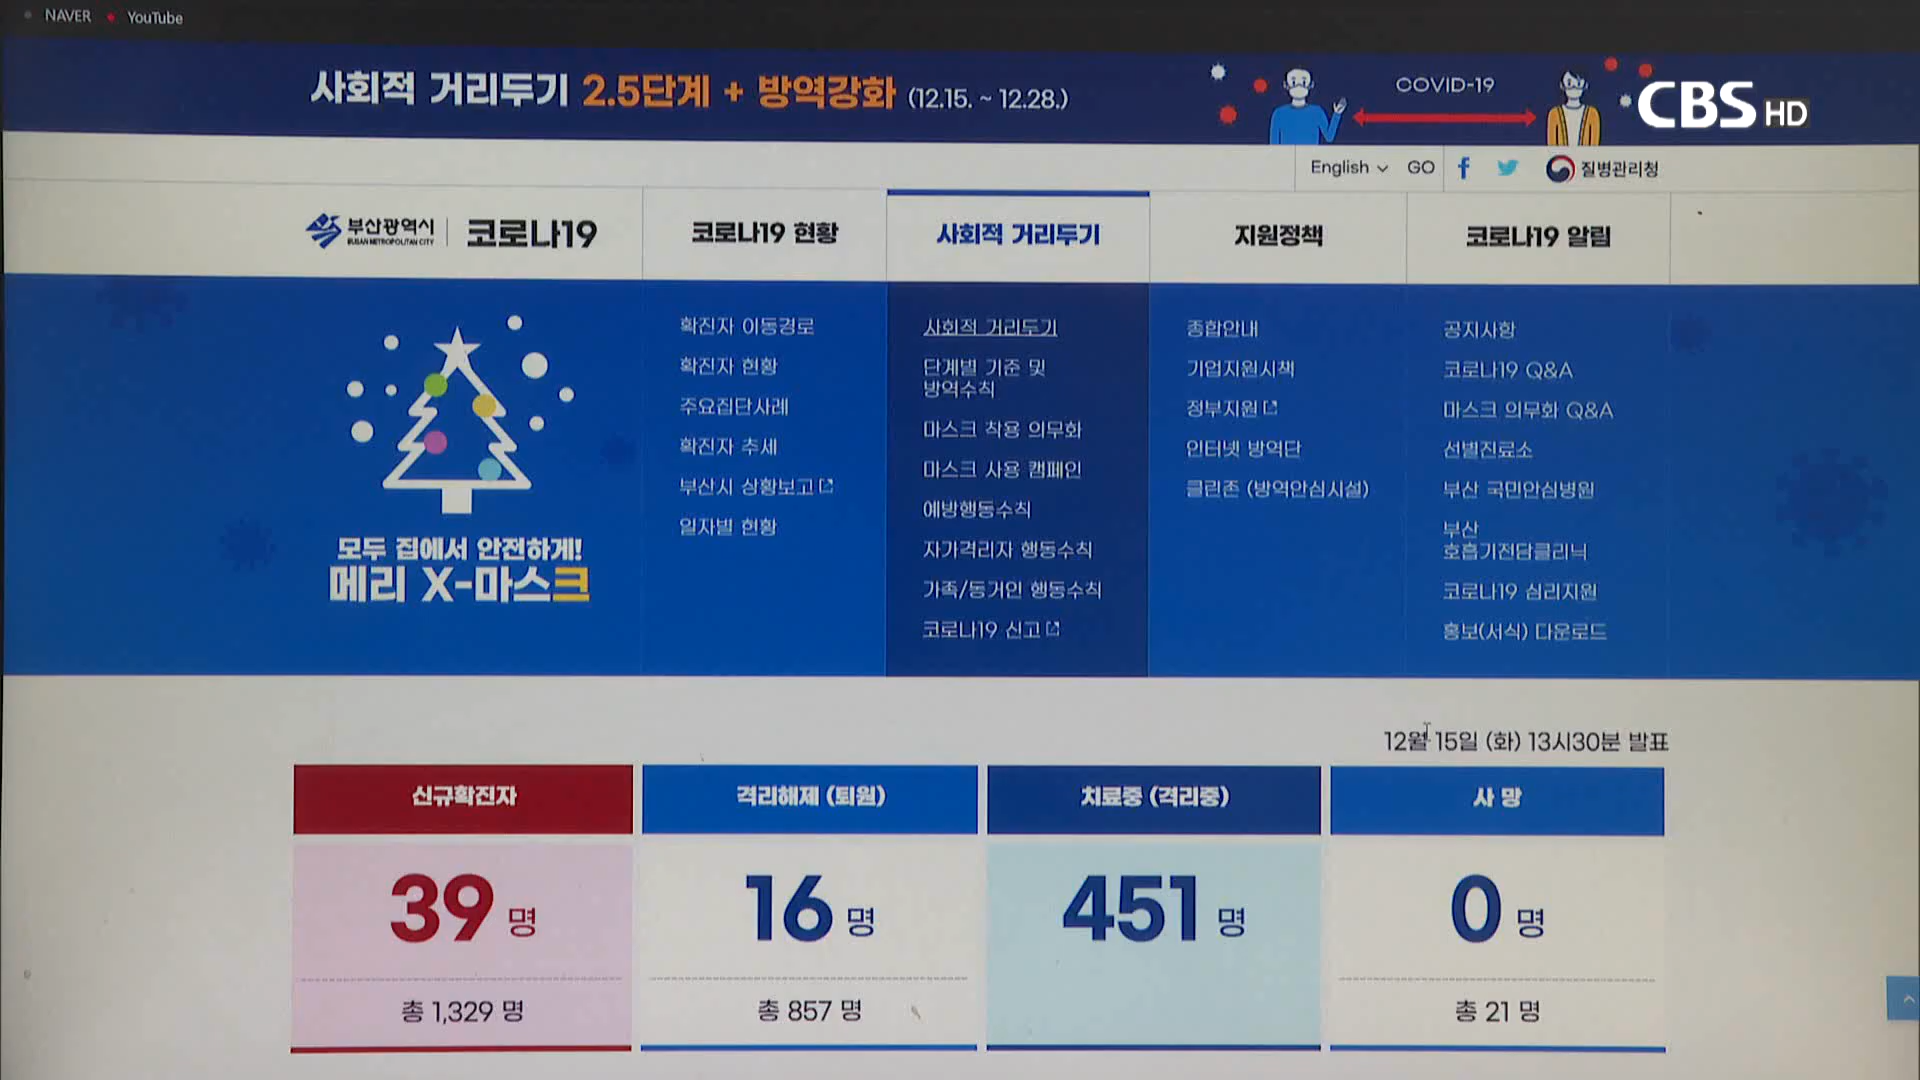 NAVER YouTube
사회적 거리두기 2.5단계 + 방역강화 (12.15. ~ 12.28.)
COVID-19
CBS HD
English GO 질병관리청
부산광역시 코로나19
BUSAN METROPOLITAN CITY
코로나19 현황
사회적 거리두기
지원정책
코로나19 알림
모두 집에서 안전하게!
메리 X-마스크
확진자 이동경로
확진자 현황
주요집단사례
확진자 추세
부산시 상황보고
일자별 현황
사회적 거리두기
단계별 기준 및
방역수칙
마스크 착용 의무화
마스크 사용 캠페인
예방행동수칙
자가격리자 행동수칙
가족/동거인 행동수칙
코로나19 신고
종합안내
기업지원시책
정부지원
인터넷 방역단
클린존 (방역안심시설)
공지사항
코로나19 Q&A
마스크 의무화 Q&A
선별진료소
부산 국민안심병원
부산
호흡기전담클리닉
코로나19 심리지원
홍보(서식) 다운로드
12월 15일 (화) 13시30분 발표
신규확진자
39 명
총 1,329 명
격리해제 (퇴원)
16 명
총 857 명
치료중 (격리중)
451 명
사 망
0 명
총 21 명